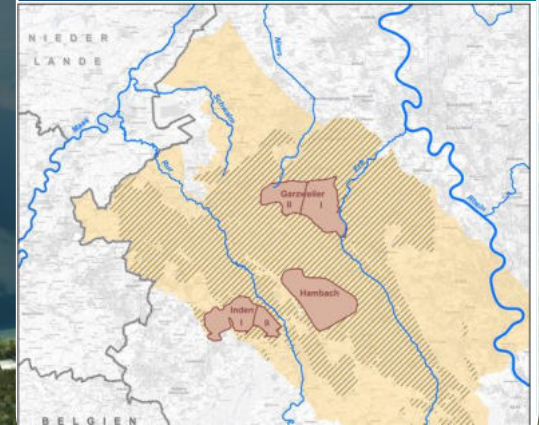 NIEDER
LANDE
Maas
Schwalm
Niers
Rur
Erft
Rhein
Garzweiler
II I
Hambach
Inden
I II
BELGIEN